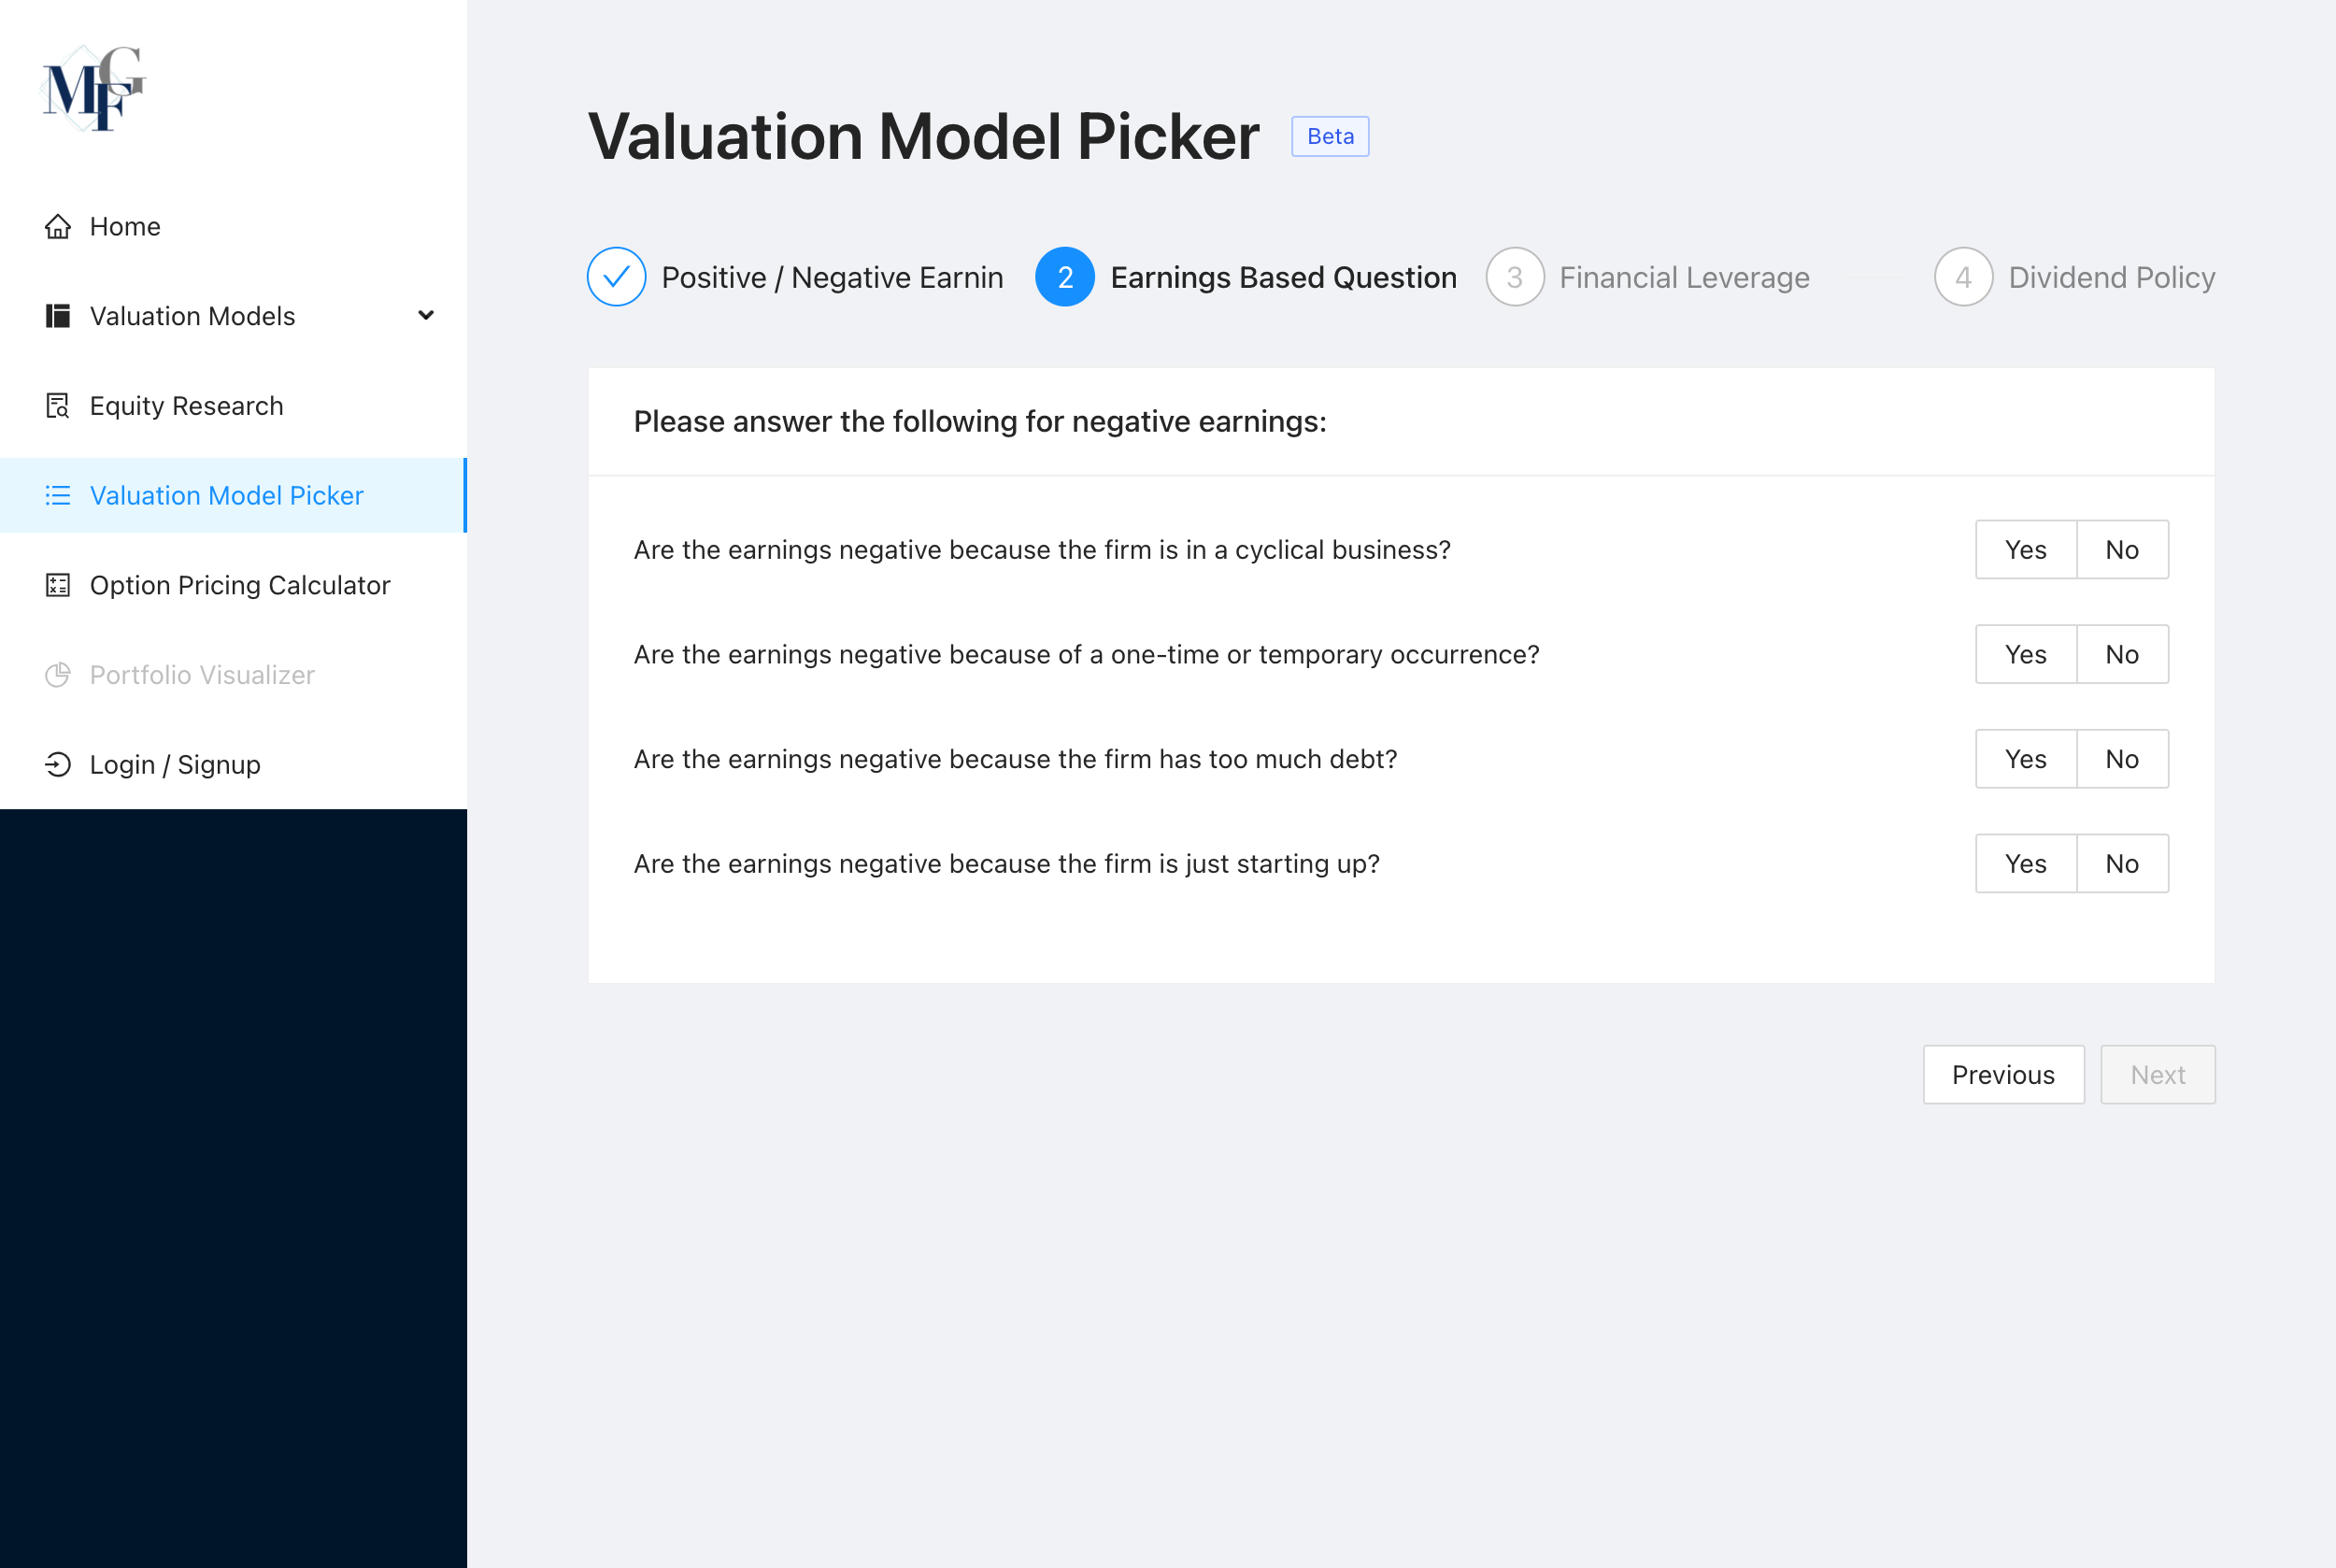 MGF
Home
Valuation Models
Equity Research
Valuation Model Picker
Option Pricing Calculator
Portfolio Visualizer
Login / Signup
Valuation Model Picker Beta
Positive / Negative Earnin 2 Earnings Based Question 3 Financial Leverage 4 Dividend Policy
Please answer the following for negative earnings:
Are the earnings negative because the firm is in a cyclical business? Yes No
Are the earnings negative because of a one-time or temporary occurrence? Yes No
Are the earnings negative because the firm has too much debt? Yes No
Are the earnings negative because the firm is just starting up? Yes No
Previous Next